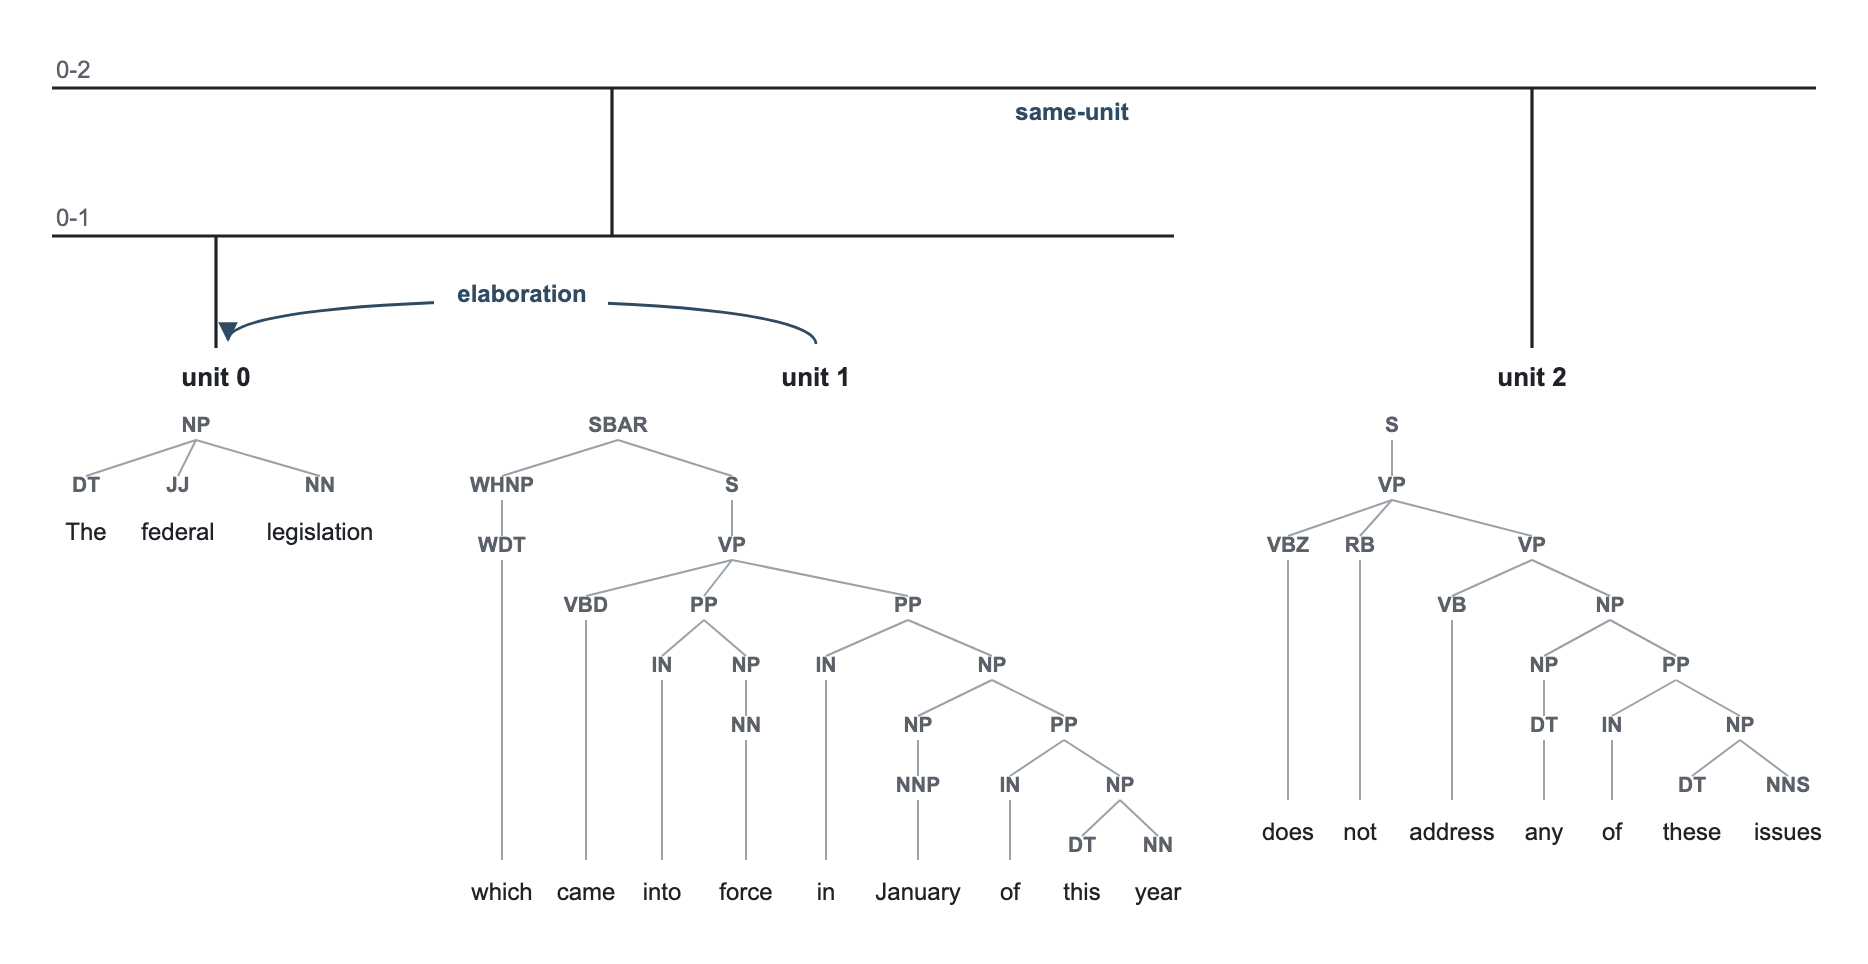 0-2
same-unit
0-1
elaboration
unit 0 unit 1 unit 2
NP SBAR S
DT JJ NN WHNP S VP
The federal legislation
WDT VP VBZ RB VP
VBD PP PP VB NP
IN NP IN NP NP PP
NN NP PP DT IN NP
NNP IN NP DT NNS
does not address any of these issues
DT NN
which came into force in January of this year